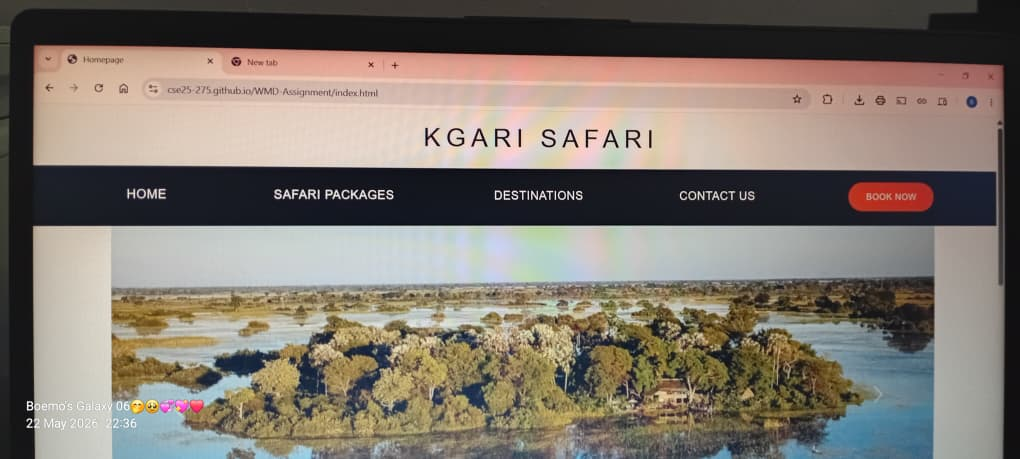 Homepage
New tab
cse25-275.github.io/WMD-Assignment/index.html
KGARI SAFARI
HOME
SAFARI PACKAGES
DESTINATIONS
CONTACT US
BOOK NOW
Boemo's Galaxy 06🤭🥺💞💖❤️
22 May 2026 22:36